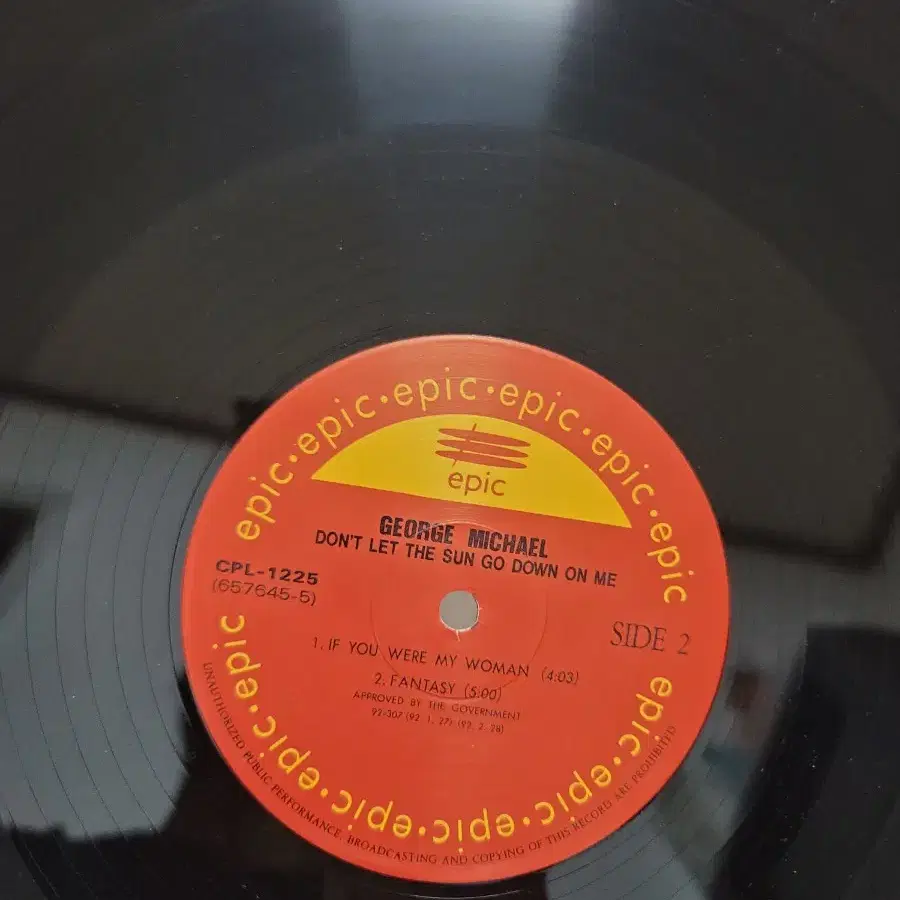 epic·epic·epic·epic·epic·epic
epic
GEORGE MICHAEL
DON'T LET THE SUN GO DOWN ON ME
CPL-1225
(657645-5)
SIDE 2
1. IF YOU WERE MY WOMAN (4:03)
2. FANTASY (5:00)
APPROVED BY THE GOVERNMENT
92-307 (92. 1. 27) (92. 2. 28)
epic·epic·epic·epic·epic·epic·epic
UNAUTHORIZED PUBLIC PERFORMANCE, BROADCASTING AND COPYING OF THIS RECORD ARE PROHIBITED